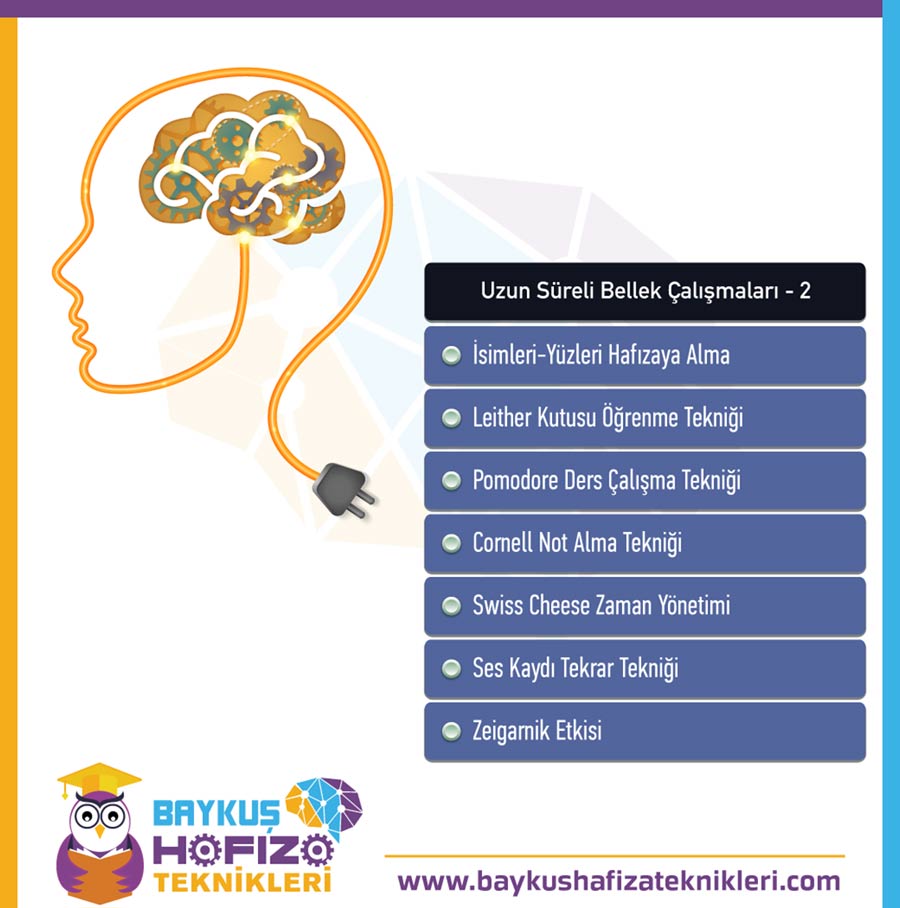 Uzun Süreli Bellek Çalışmaları - 2
İsimleri-Yüzleri Hafızaya Alma
Leither Kutusu Öğrenme Tekniği
Pomodore Ders Çalışma Tekniği
Cornell Not Alma Tekniği
Swiss Cheese Zaman Yönetimi
Ses Kaydı Tekrar Tekniği
Zeigarnik Etkisi
BAYKUŞ
HAFIZA
TEKNİKLERİ
www.baykushafizateknikleri.com